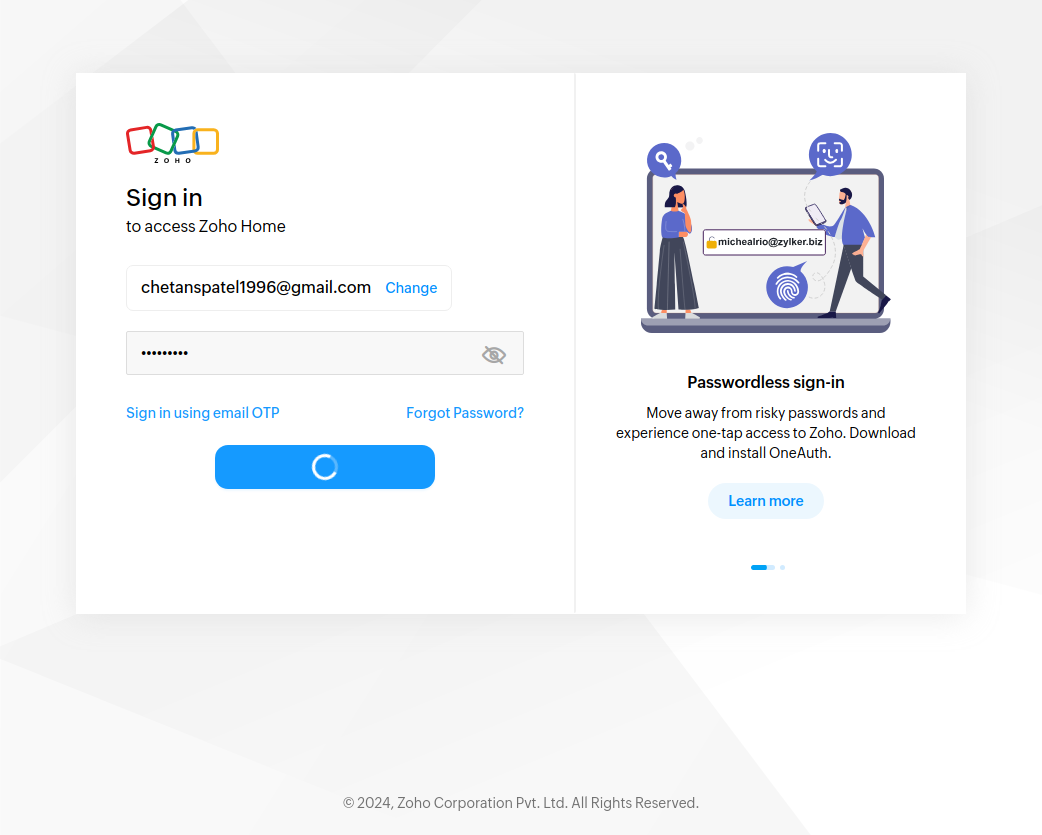 ZOHO
Sign in
to access Zoho Home
chetanspatel1996@gmail.com Change
•••••••••
Sign in using email OTP Forgot Password?
michealrio@zylker.biz
Passwordless sign-in
Move away from risky passwords and
experience one-tap access to Zoho. Download
and install OneAuth.
Learn more
© 2024, Zoho Corporation Pvt. Ltd. All Rights Reserved.